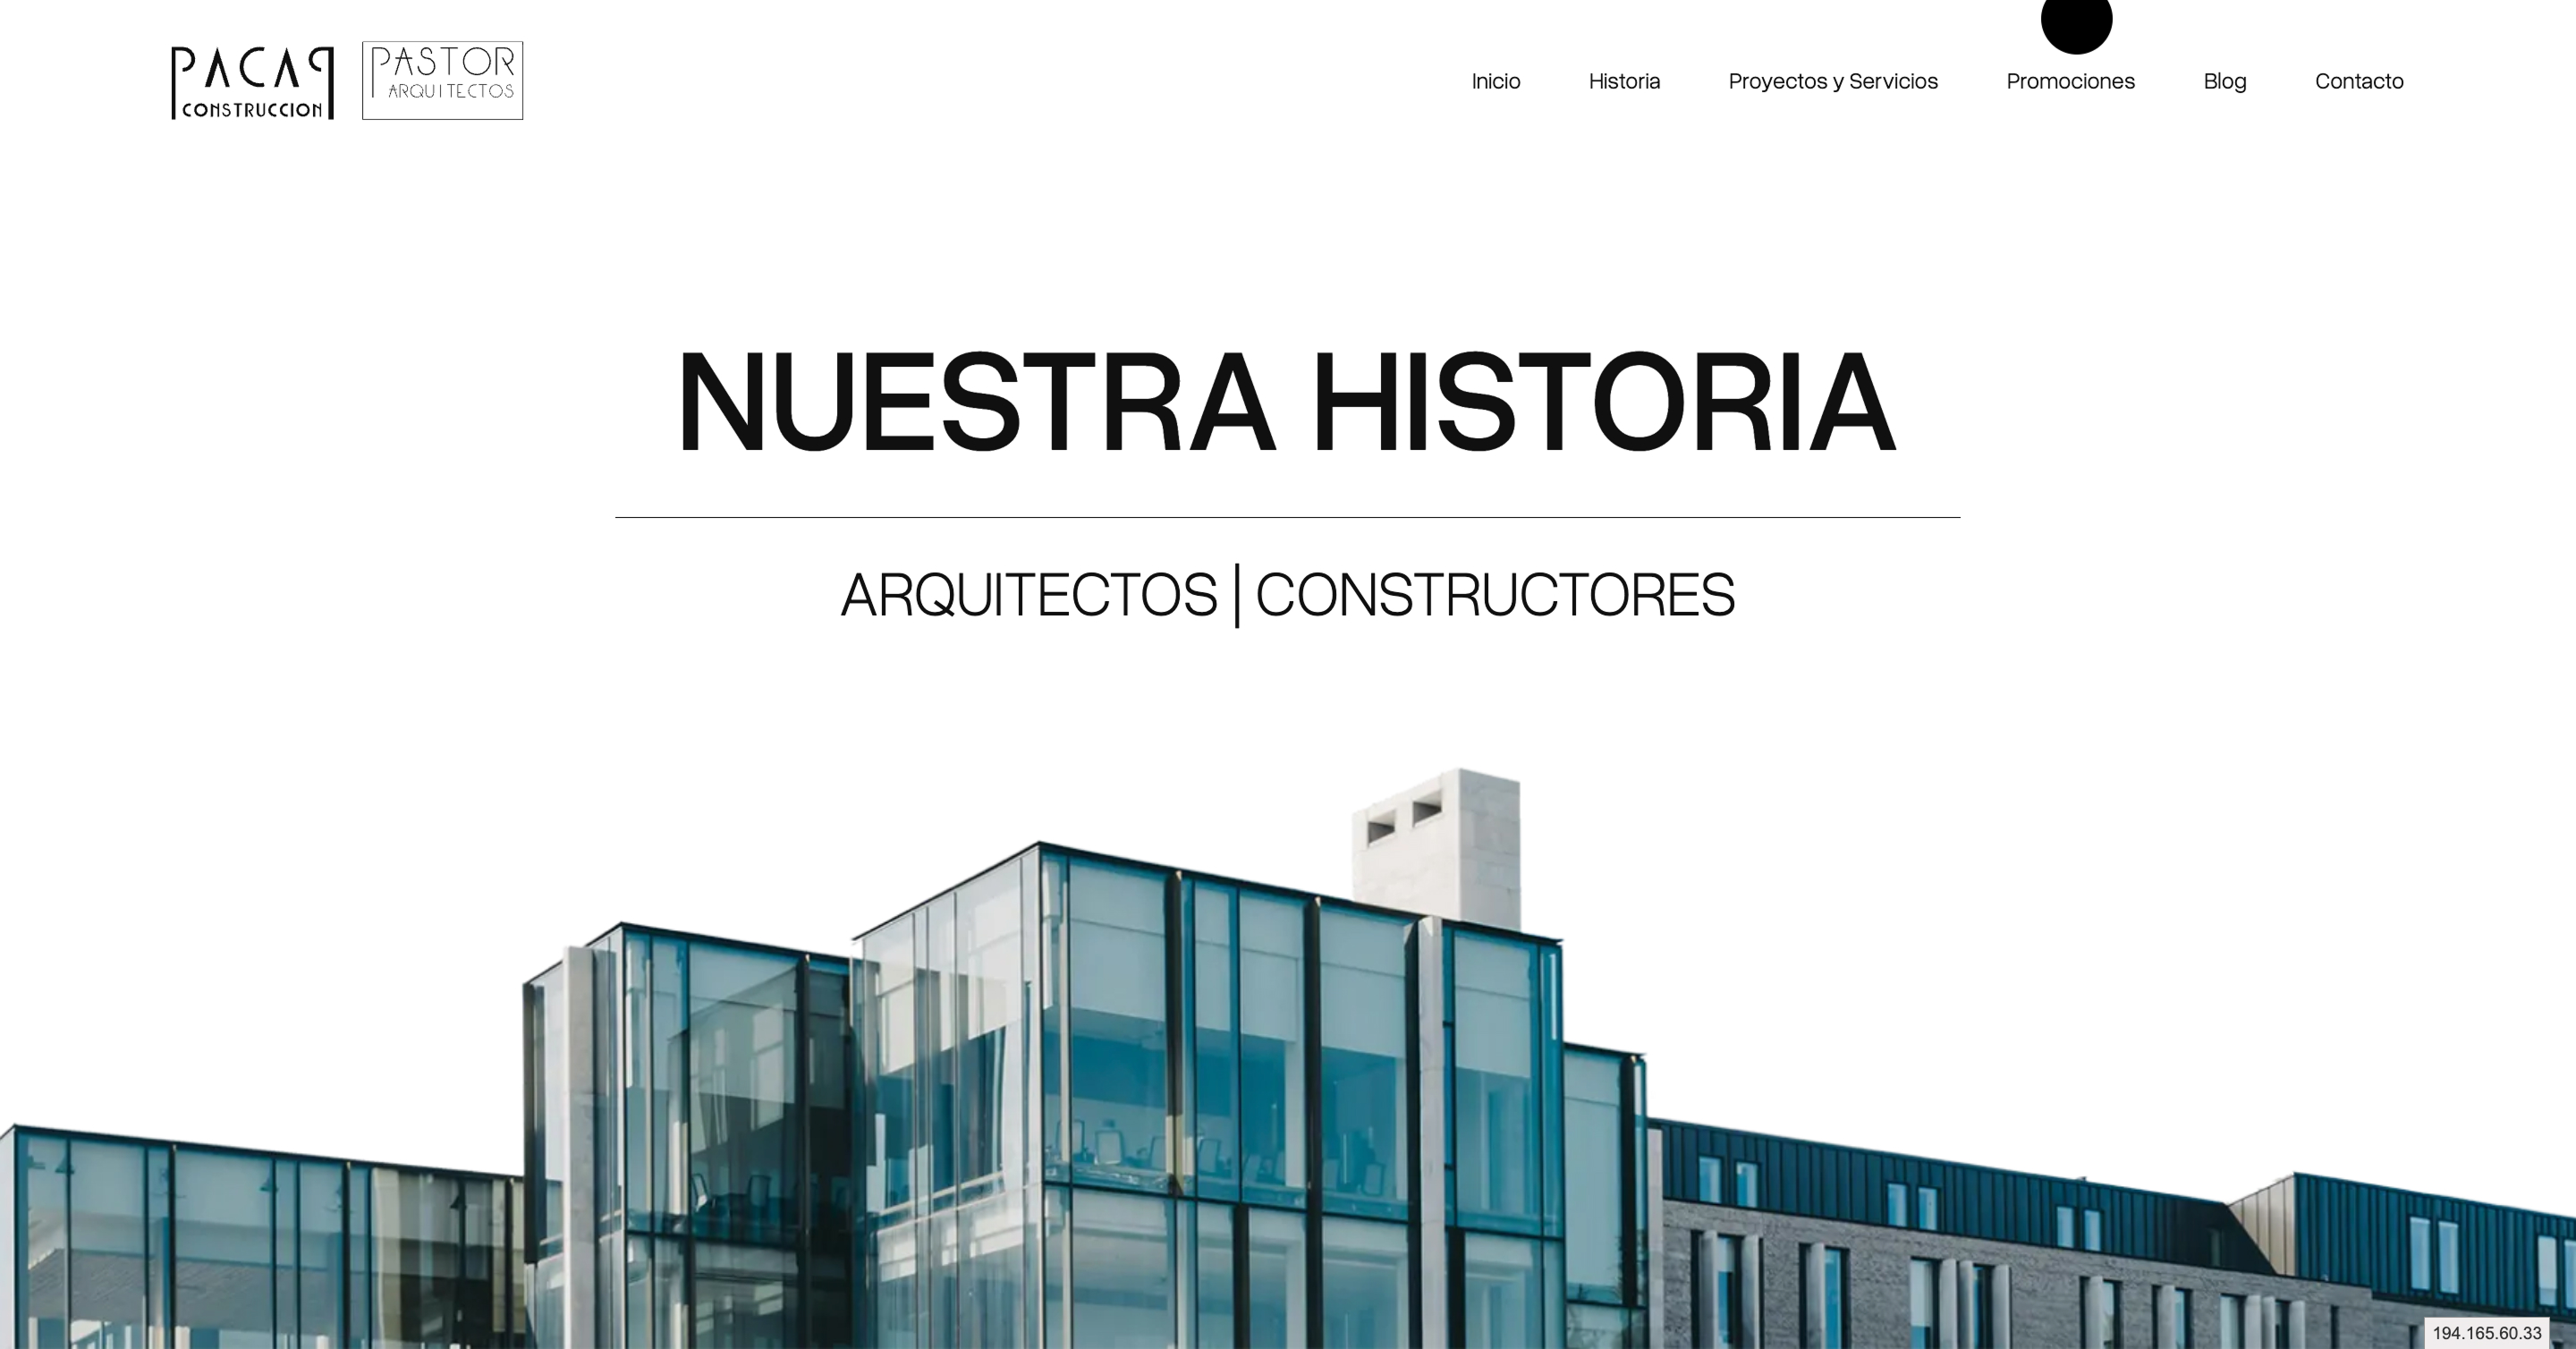 PACAP
CONSTRUCCION
PASTOR
ARQUITECTOS
Inicio
Historia
Proyectos y Servicios
Promociones
Blog
Contacto
NUESTRA HISTORIA
ARQUITECTOS | CONSTRUCTORES
194.165.60.33